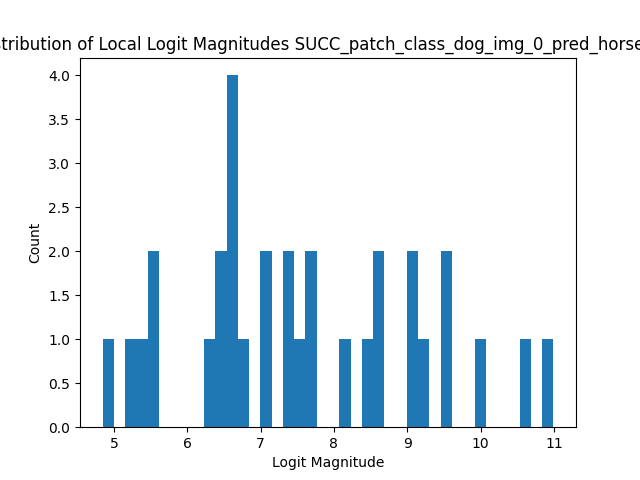 tribution of Local Logit Magnitudes SUCC_patch_class_dog_img_0_pred_horse
4.0
3.5
3.0
2.5
2.0
1.5
1.0
0.5
0.0
Count
5 6 7 8 9 10 11
Logit Magnitude